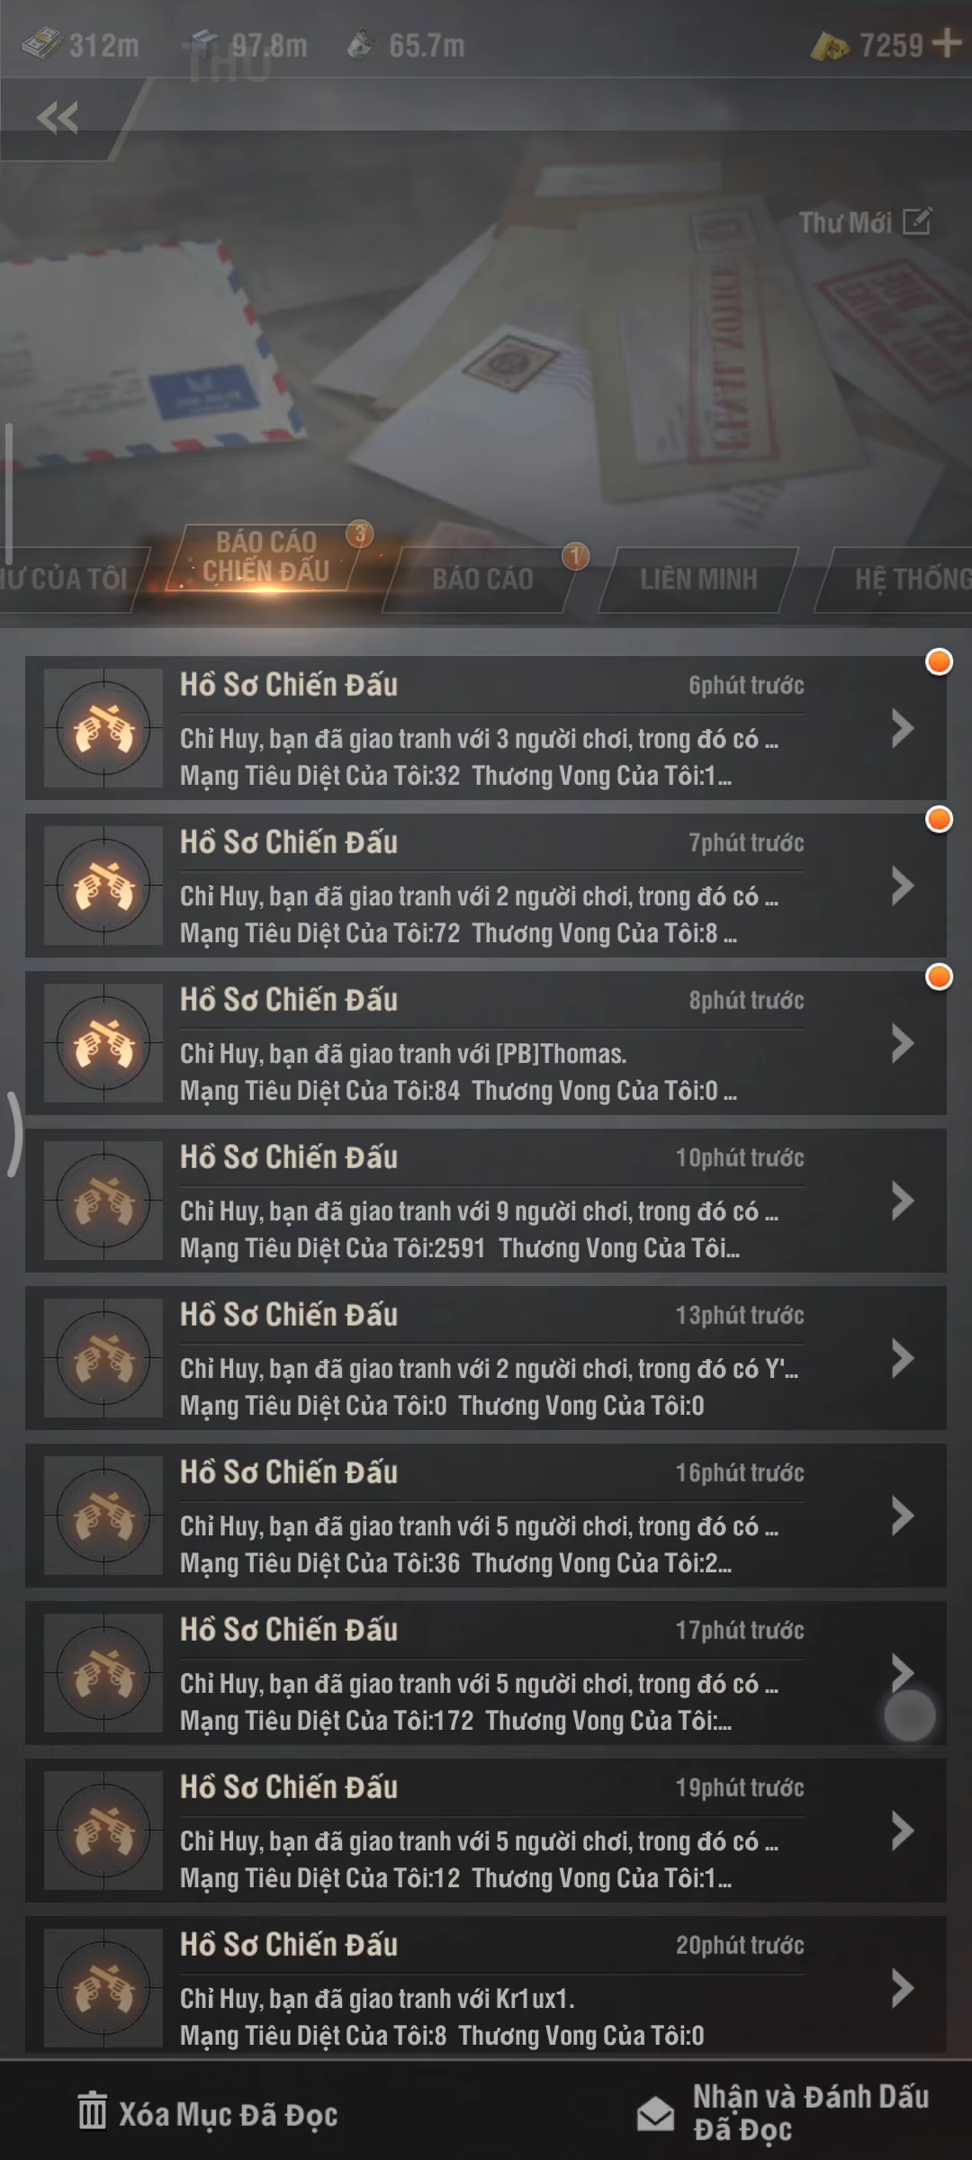 312m 97.8m 65.7m 7259
THƯ
Thư Mới
LEGAL NOTICE
HƯ CỦA TÔI
BÁO CÁO
CHIẾN ĐẤU
3
BÁO CÁO
1
LIÊN MINH
HỆ THỐNG
Hồ Sơ Chiến Đấu 6phút trước
Chỉ Huy, bạn đã giao tranh với 3 người chơi, trong đó có ...
Mạng Tiêu Diệt Của Tôi:32 Thương Vong Của Tôi:1...
Hồ Sơ Chiến Đấu 7phút trước
Chỉ Huy, bạn đã giao tranh với 2 người chơi, trong đó có ...
Mạng Tiêu Diệt Của Tôi:72 Thương Vong Của Tôi:8 ...
Hồ Sơ Chiến Đấu 8phút trước
Chỉ Huy, bạn đã giao tranh với [PB]Thomas.
Mạng Tiêu Diệt Của Tôi:84 Thương Vong Của Tôi:0 ...
Hồ Sơ Chiến Đấu 10phút trước
Chỉ Huy, bạn đã giao tranh với 9 người chơi, trong đó có ...
Mạng Tiêu Diệt Của Tôi:2591 Thương Vong Của Tôi...
Hồ Sơ Chiến Đấu 13phút trước
Chỉ Huy, bạn đã giao tranh với 2 người chơi, trong đó có Y'...
Mạng Tiêu Diệt Của Tôi:0 Thương Vong Của Tôi:0
Hồ Sơ Chiến Đấu 16phút trước
Chỉ Huy, bạn đã giao tranh với 5 người chơi, trong đó có ...
Mạng Tiêu Diệt Của Tôi:36 Thương Vong Của Tôi:2...
Hồ Sơ Chiến Đấu 17phút trước
Chỉ Huy, bạn đã giao tranh với 5 người chơi, trong đó có ...
Mạng Tiêu Diệt Của Tôi:172 Thương Vong Của Tôi:...
Hồ Sơ Chiến Đấu 19phút trước
Chỉ Huy, bạn đã giao tranh với 5 người chơi, trong đó có ...
Mạng Tiêu Diệt Của Tôi:12 Thương Vong Của Tôi:1...
Hồ Sơ Chiến Đấu 20phút trước
Chỉ Huy, bạn đã giao tranh với Kr1ux1.
Mạng Tiêu Diệt Của Tôi:8 Thương Vong Của Tôi:0
Xóa Mục Đã Đọc
Nhận và Đánh Dấu
Đã Đọc